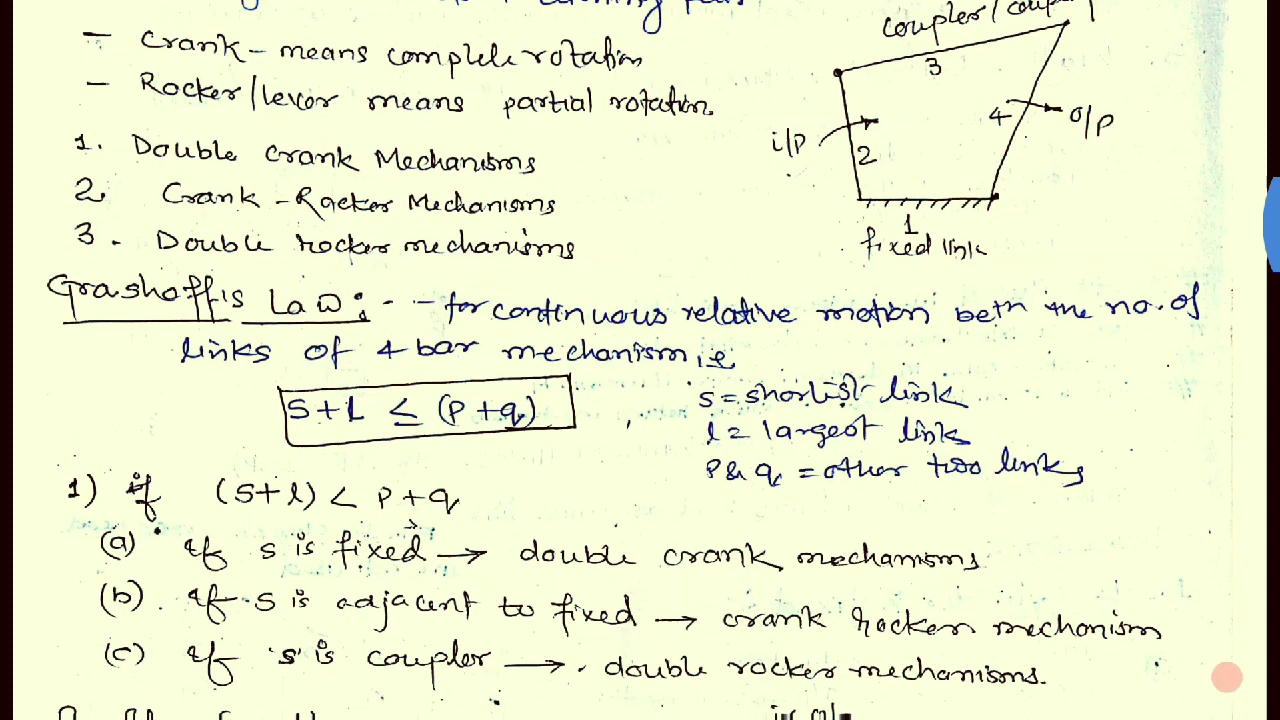 - Crank - means complete rotation
- Rocker/lever means partial rotation.
coupler/
3
i/p
2
4
o/p
1
fixed link
1. Double Crank Mechanisms
2. Crank - Rocker Mechanisms
3. Double rocker mechanisms
Grashoff's Law: - - for continuous relative motion betn the no. of
links of 4 bar mechanism i.e
S+L ≤ (P+q) ,
s = shortest link
l = largest link
P & q = other two links
1) if (S+l) < P+q
(a) if s is fixed → double crank mechanisms
(b). if s is adjacent to fixed → crank rocker mechanism
(c) if 's' is coupler → double rocker mechanisms.